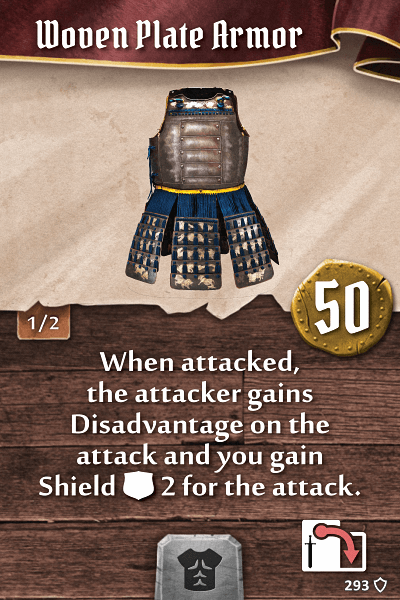 Woven Plate Armor
50
1/2
When attacked,
the attacker gains
Disadvantage on the
attack and you gain
Shield 2 for the attack.
293